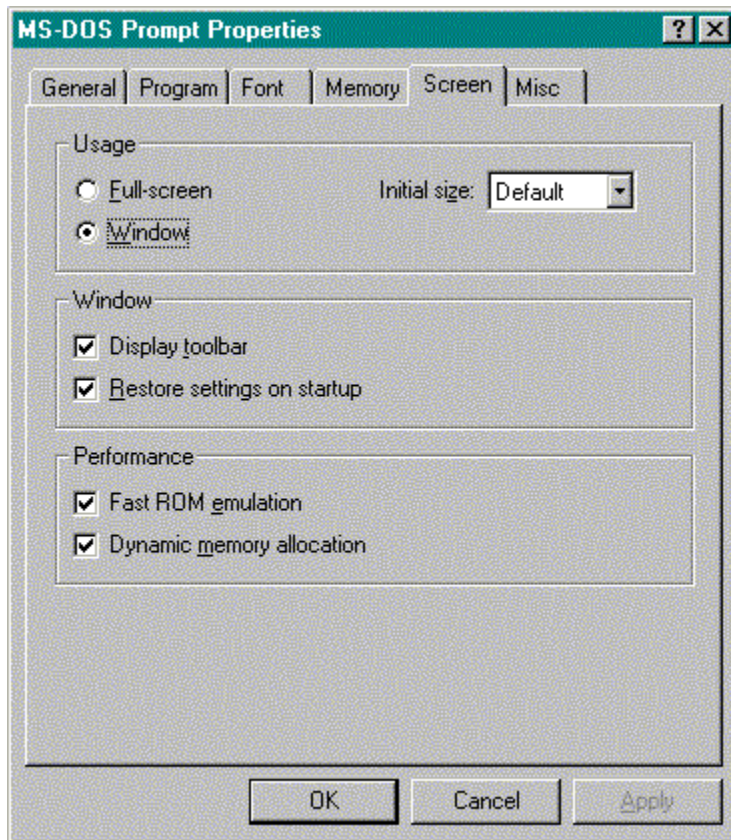 MS-DOS Prompt Properties
General Program Font Memory Screen Misc
Usage
Full-screen Initial size: Default
Window
Window
Display toolbar
Restore settings on startup
Performance
Fast ROM emulation
Dynamic memory allocation
OK Cancel Apply